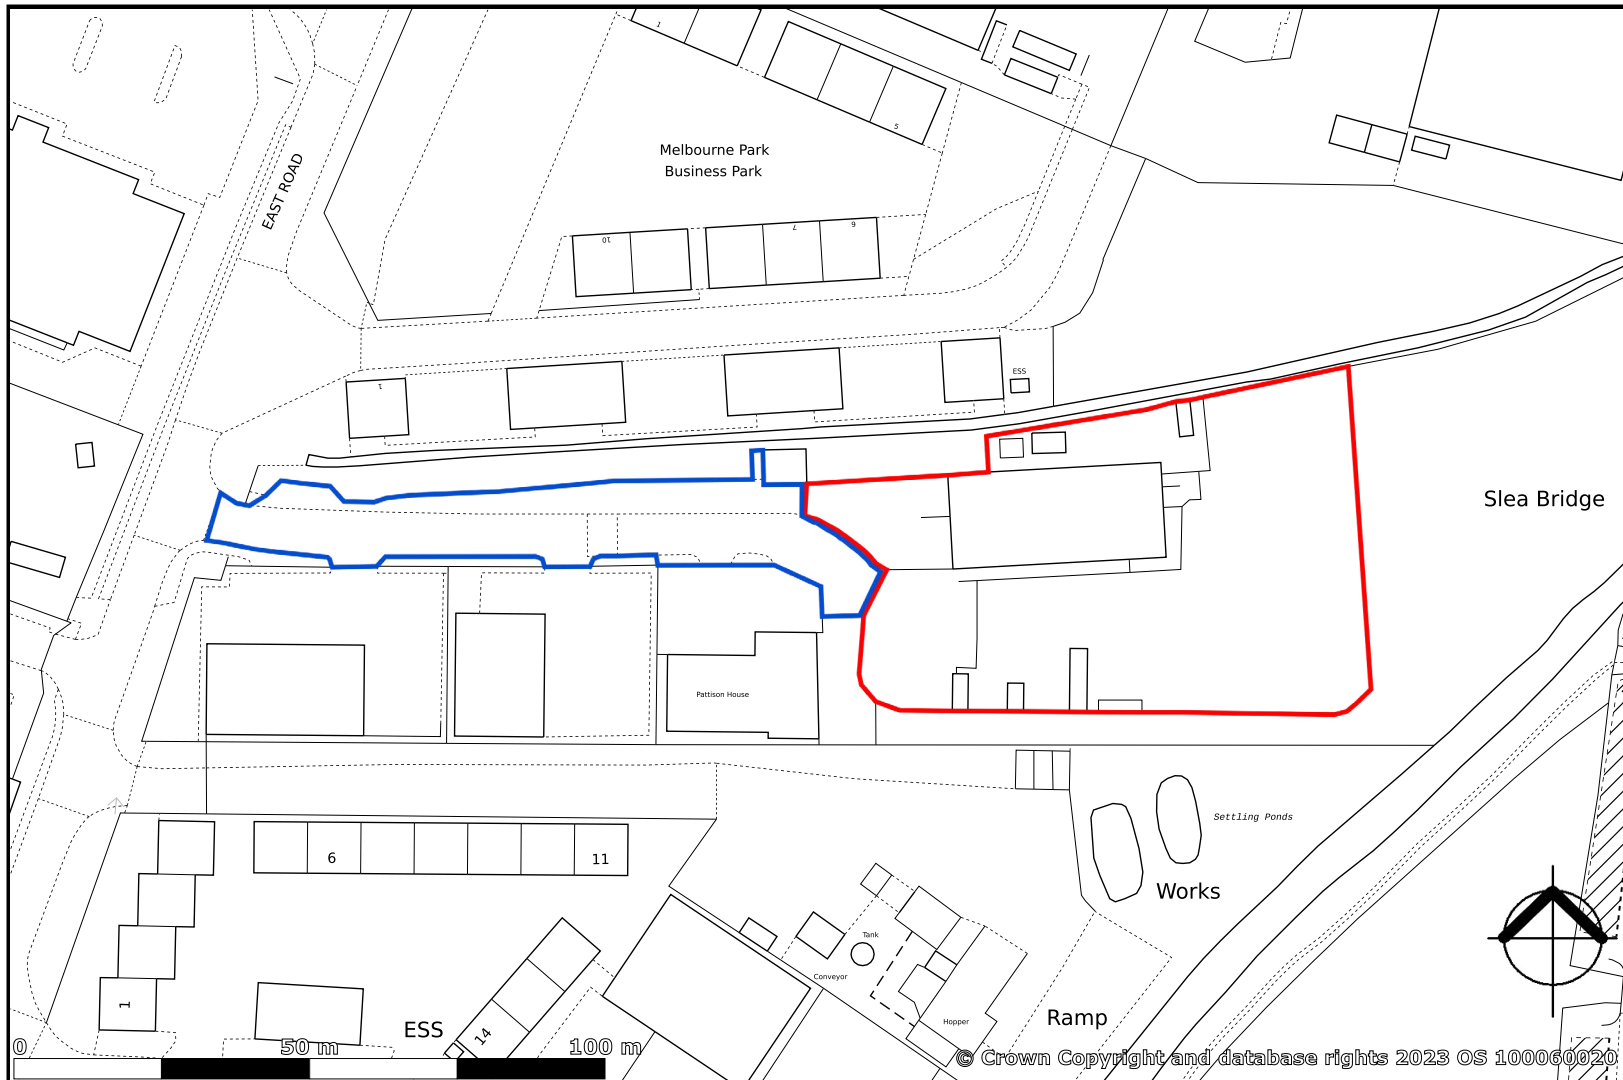 1
5
Melbourne Park
Business Park
EAST ROAD
10
7
6
ESS
1
Slea Bridge
Pattison House
Settling Ponds
6
11
Works
Tank
Conveyor
1
Hopper
Ramp
ESS
14
0
50 m
100 m
© Crown Copyright and database rights 2023 OS 100060020